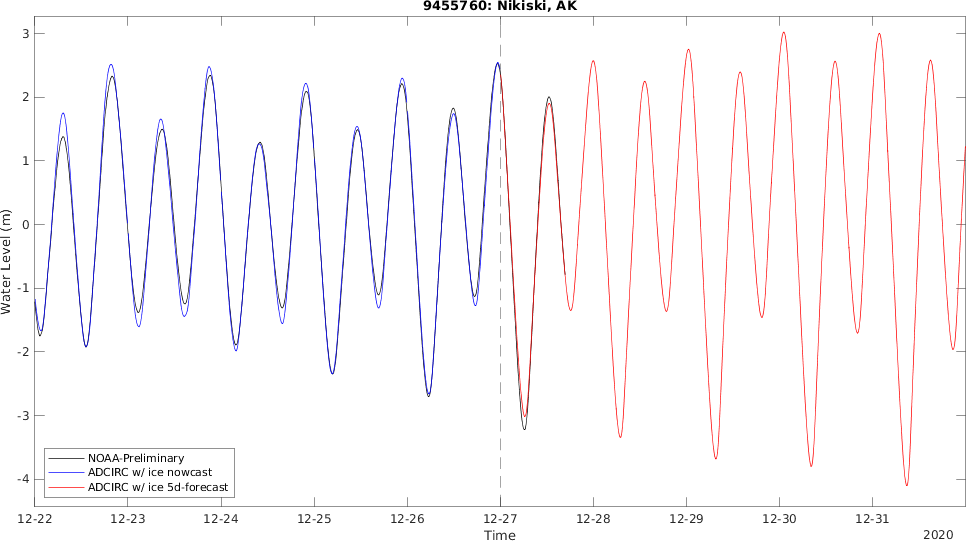 9455760: Nikiski, AK
Water Level (m)
3
2
1
0
-1
-2
-3
-4
NOAA-Preliminary
ADCIRC w/ ice nowcast
ADCIRC w/ ice 5d-forecast
12-22 12-23 12-24 12-25 12-26 12-27 12-28 12-29 12-30 12-31
Time
2020